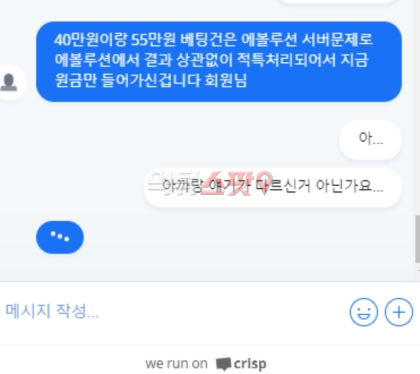 40만원이랑 55만원 베팅건은 에볼루션 서버문제로
에볼루션에서 결과 상관없이 적특처리되어서 지금
원금만 들어가신겁니다 회원님
아...
아까랑 얘기가 다르신거 아닌가요...
메시지 작성...
we run on crisp